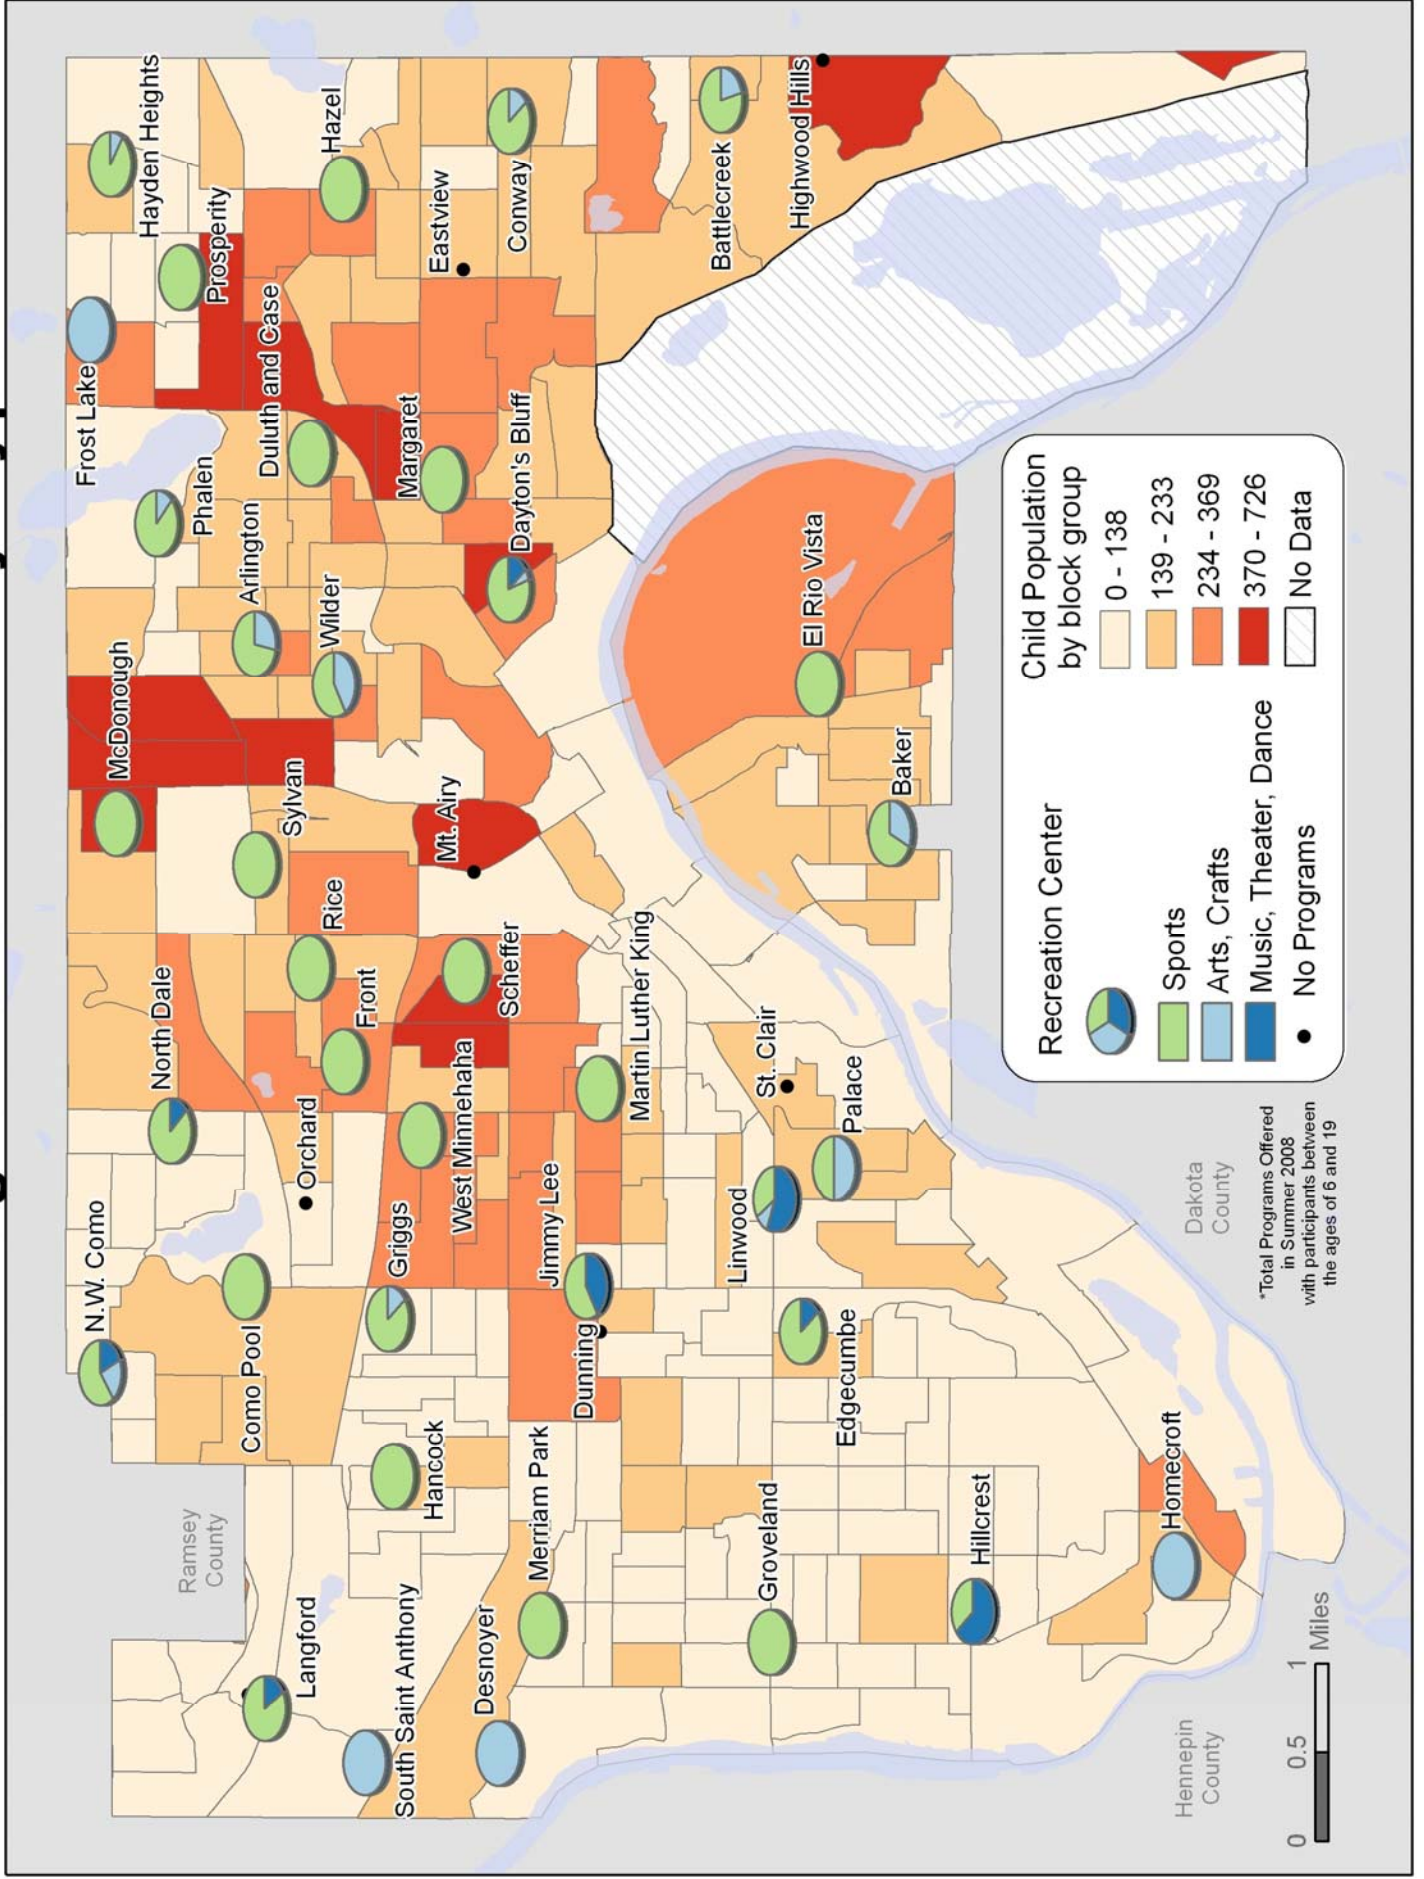 N.W. Como
McDonough
Frost Lake
Hayden Heights
North Dale
Phalen
Prosperity
Ramsey
County
Como Pool
Sylvan
Arlington
Duluth and Case
Langford
Orchard
Rice
Wilder
Hazel
Front
South Saint Anthony
Griggs
Margaret
Hancock
West Minnehaha
Mt. Airy
Eastview
Desnoyer
Scheffer
Dayton's Bluff
Conway
Merriam Park
Jimmy Lee
Dunning
Martin Luther King
Linwood
St. Clair
Battlecreek
Groveland
Highwood Hills
Edgecumbe
Palace
El Rio Vista
Baker
Hillcrest
Homecroft
Hennepin
County
Dakota
County
*Total Programs Offered
in Summer 2008
with participants between
the ages of 6 and 19
0 0.5 1 Miles
Recreation Center
Sports
Arts, Crafts
Music, Theater, Dance
No Programs
Child Population
by block group
0 - 138
139 - 233
234 - 369
370 - 726
No Data